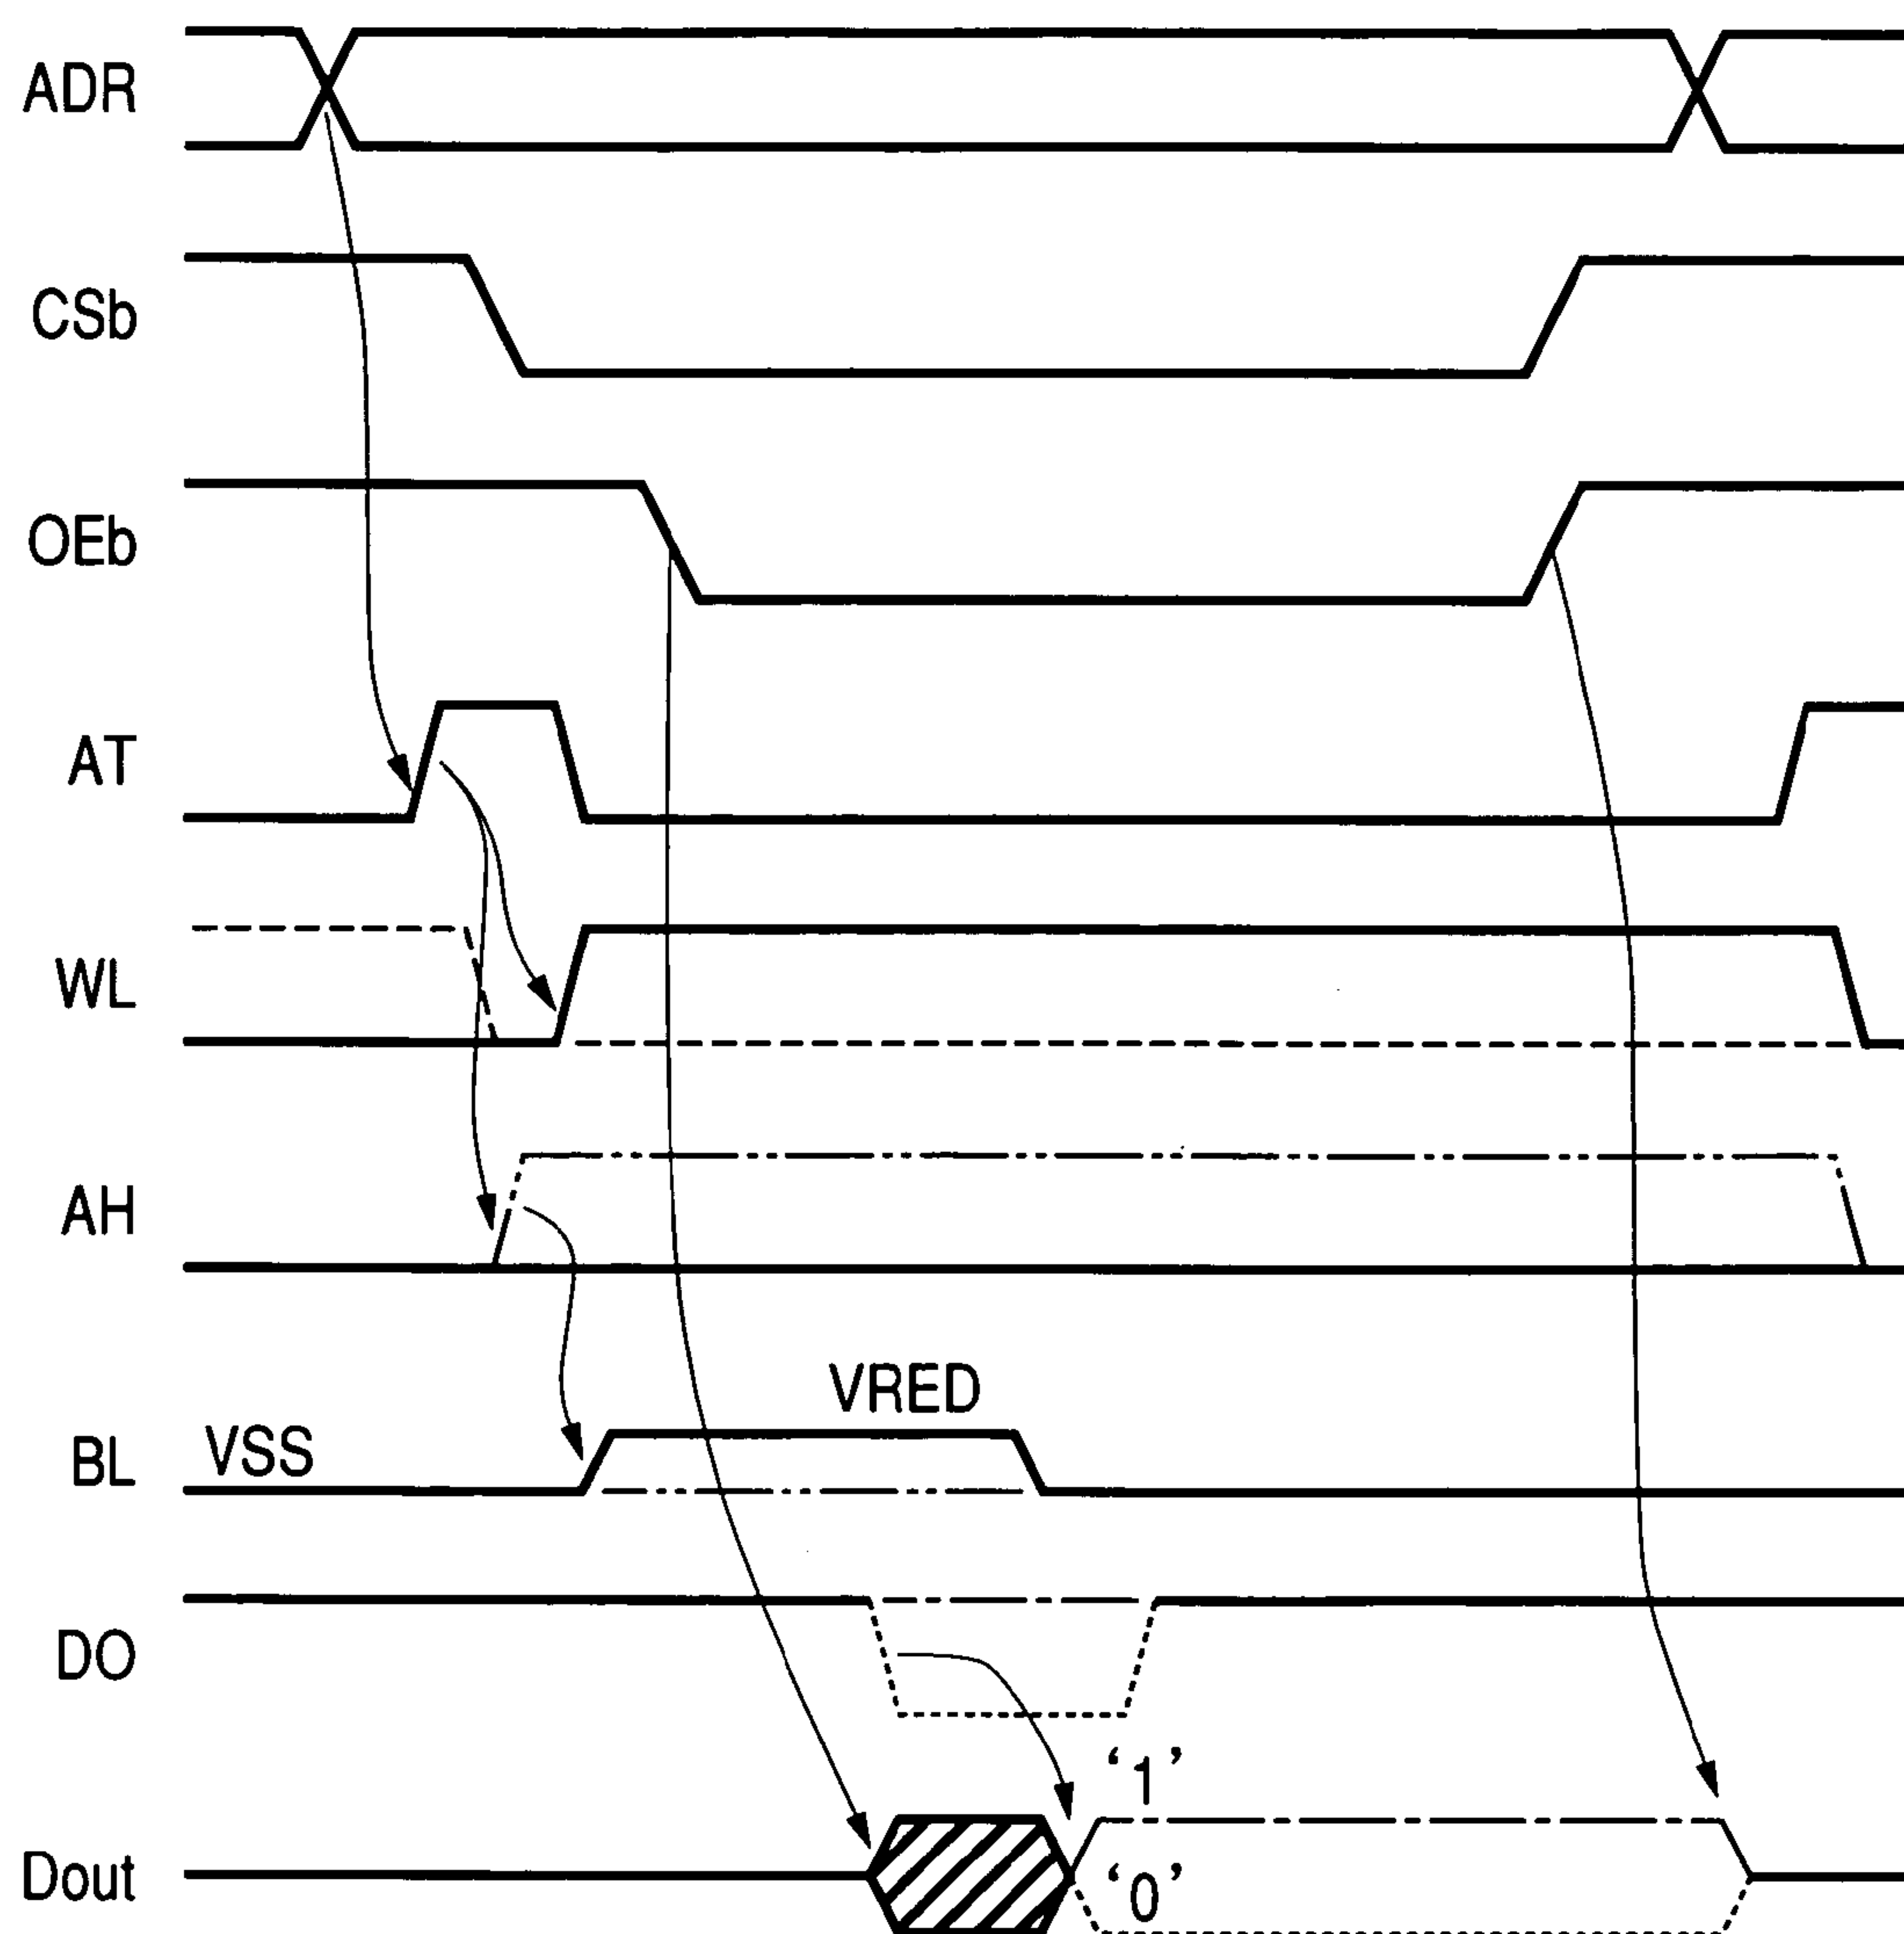 ADR
CSb
OEb
AT
WL
AH
VRED
BL VSS
DO
‘1’
Dout ‘0’